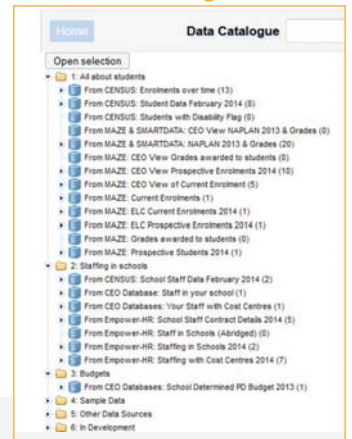 Home
Data Catalogue
Open selection
1: All about students
From CENSUS: Enrolments over time (13)
From CENSUS: Student Data February 2014 (8)
From CENSUS: Students with Disability Flag (0)
From MAZE & SMARTDATA: CEO View NAPLAN 2013 & Grades (0)
From MAZE & SMARTDATA: NAPLAN 2013 & Grades (20)
From MAZE: CEO View Grades awarded to students (0)
From MAZE: CEO View Prospective Enrolments 2014 (10)
From MAZE: CEO View of Current Enrolment (5)
From MAZE: Current Enrolments (1)
From MAZE: ELC Current Enrolments 2014 (1)
From MAZE: ELC Prospective Enrolments 2014 (1)
From MAZE: Grades awarded to students (0)
From MAZE: Prospective Students 2014 (1)
2: Staffing in schools
From CENSUS: School Staff Data February 2014 (2)
From CEO Database: Staff in your school (1)
From CEO Databases: Your Staff with Cost Centres (1)
From Empower-HR: School Staff Contract Details 2014 (5)
From Empower-HR: Staff in Schools (Abridged) (0)
From Empower-HR: Staffing in Schools 2014 (2)
From Empower-HR: Staffing with Cost Centres 2014 (7)
3: Budgets
From CEO Databases: School Determined PD Budget 2013 (1)
4: Sample Data
5: Other Data Sources
6: In Development